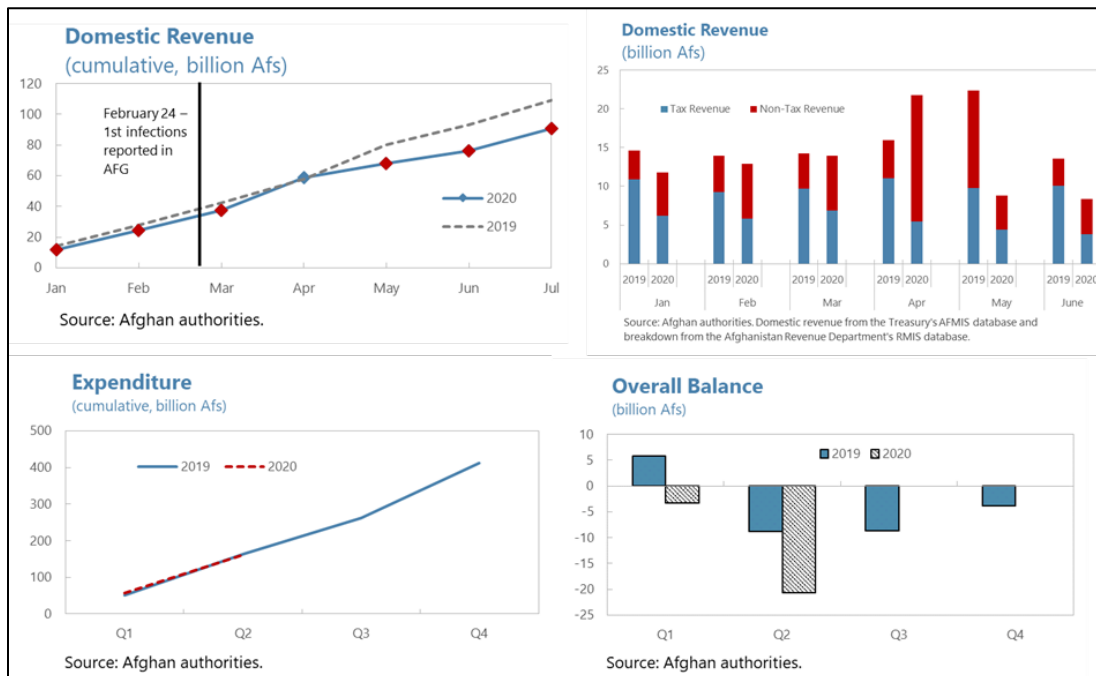 Domestic Revenue
(cumulative, billion Afs)
120
100
80
60
40
20
0
February 24 –
1st infections
reported in
AFG
2020
2019
Jan Feb Mar Apr May Jun Jul
Source: Afghan authorities.
Domestic Revenue
(billion Afs)
25
20
15
10
5
0
Tax Revenue Non-Tax Revenue
2019 2020 2019 2020 2019 2020 2019 2020 2019 2020 2019 2020
Jan Feb Mar Apr May June
Source: Afghan authorities. Domestic revenue from the Treasury's AFMIS database and
breakdown from the Afghanistan Revenue Department's RMIS database.
Expenditure
(cumulative, billion Afs)
500
400
300
200
100
0
2019 2020
Q1 Q2 Q3 Q4
Source: Afghan authorities.
Overall Balance
(billion Afs)
10
5
0
-5
-10
-15
-20
-25
2019 2020
Q1 Q2 Q3 Q4
Source: Afghan authorities.